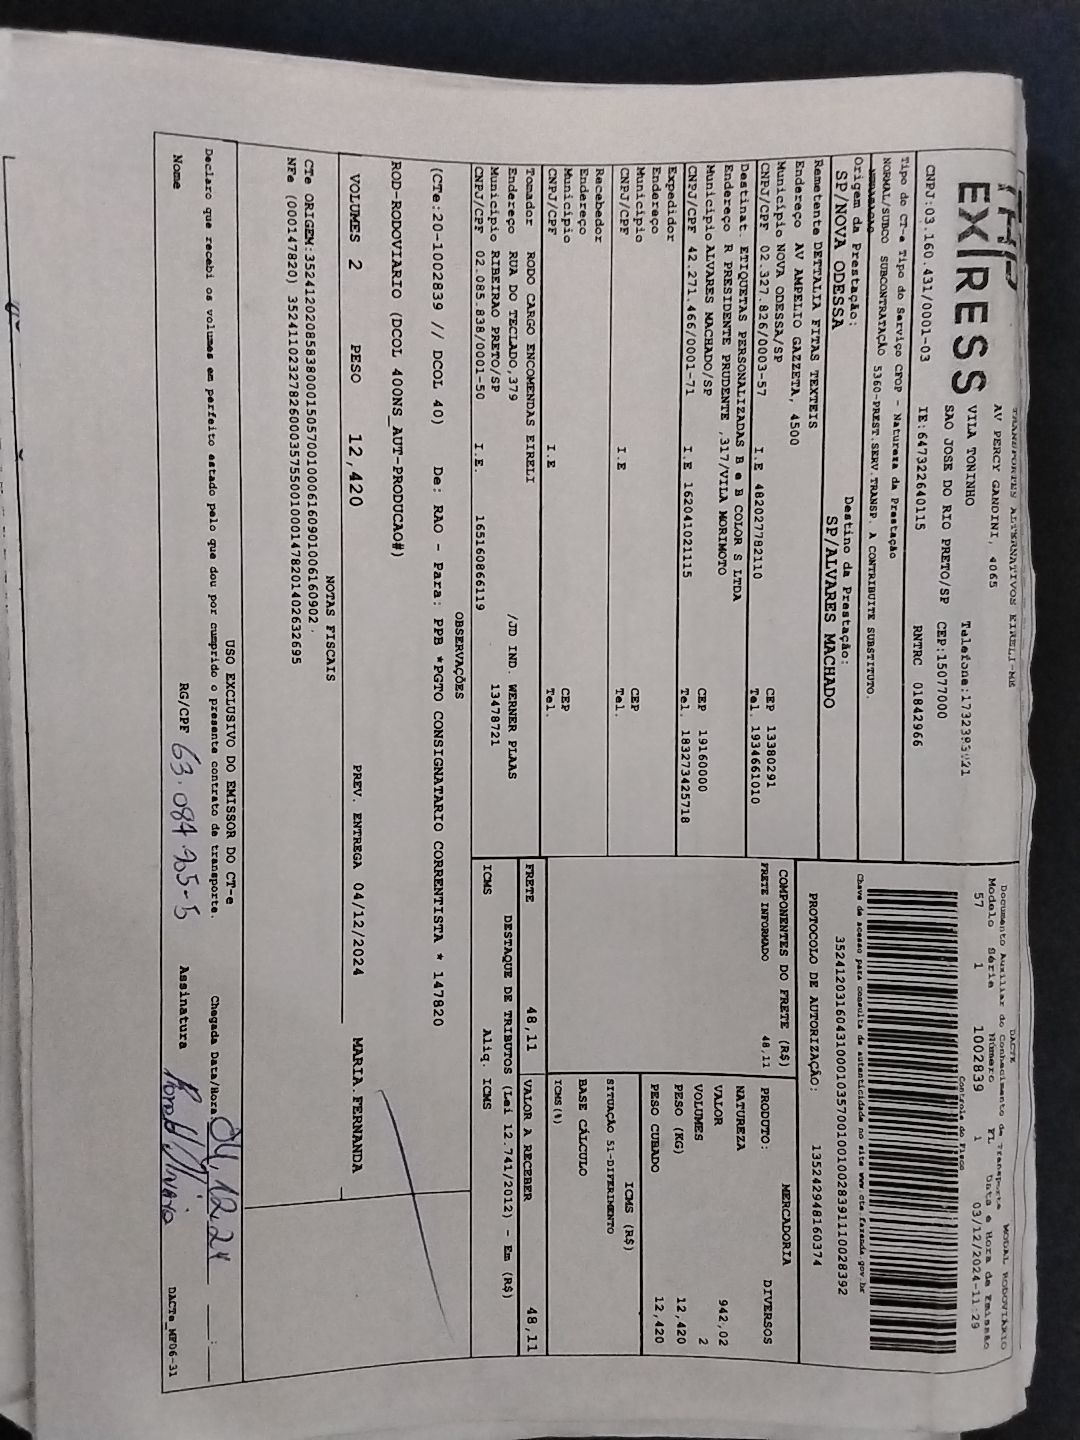 EXPRESS
TRANSPORTES ALTERNATIVOS EIRELI-ME
AV PERCY GANDINI, 4065
VILA TONINHO
SAO JOSE DO RIO PRETO/SP CEP:15077000
CNPJ:03.160.431/0001-03 IE:647322640115 RNTRC 01842966
Tipo do CT-e Tipo do Serviço CFOP - Natureza da Prestação
NORMAL/SUBCO SUBCONTRATAÇÃO 5360-PREST.SERV.TRANSP. A CONTRIBUITE SUBSTITUTO.
Origem da Prestação: Destino da Prestação:
SP/NOVA ODESSA SP/ALVARES MACHADO
Remetente DETTALIA FITAS TEXTEIS
Endereço AV AMPELIO GAZZETA, 4500
Município NOVA ODESSA/SP CEP 13380291
CNPJ/CPF 02.327.826/0003-57 I.E 482027782110 Tel. 1934661010
Destinat. ETIQUETAS PERSONALIZADAS B e B COLOR S LTDA
Endereço R PRESIDENTE PRUDENTE ,317/VILA MORIMOTO
Município ALVARES MACHADO/SP CEP 19160000
CNPJ/CPF 42.271.466/0001-71 I.E 162041021115 Tel. 183273425718
Expedidor
Endereço
Município CEP
CNPJ/CPF I.E Tel.
Recebedor
Endereço
Município CEP
CNPJ/CPF I.E Tel.
Tomador RODO CARGO ENCOMENDAS EIRELI
Endereço RUA DO TECLADO,379 /JD IND. WERNER PLAAS
Município RIBEIRAO PRETO/SP 13478721
CNPJ/CPF 02.085.838/0001-50 I.E. 165160866119
DACTE MODAL RODOVIÁRIO
Documento Auxiliar do Conhecimento de Transporte
Modelo Série Número FL Data e Hora de Emissão
57 1 1002839 1 03/12/2024-11:29
Controle do Fisco
Chave de acesso para consulta de autenticidade no site www.cte.fazenda.gov.br
35241203160431000103570010010028391110028392
PROTOCOLO DE AUTORIZAÇÃO: 135242948160374
COMPONENTES DO FRETE (R$)
FRETE INFORMADO 48,11
MERCADORIA
PRODUTO: DIVERSOS
NATUREZA
VALOR 942,02
VOLUMES 2
PESO (KG) 12,420
PESO CUBADO 12,420
ICMS (R$)
SITUAÇÃO 51-DIFERIMENTO
BASE CÁLCULO
ICMS(%)
FRETE 48,11 VALOR A RECEBER 48,11
DESTAQUE DE TRIBUTOS (Lei 12.741/2012) - Em (R$)
ICMS Aliq. ICMS
OBSERVAÇÕES
(CTe:20-1002839 // DCOL 40) De: RAO - Para: PPB *PGTO CONSIGNATARIO CORRENTISTA * 147820
ROD-RODOVIARIO (DCOL 400NS_AUT-PRODUCAO#)
VOLUMES 2 PESO 12,420 PREV. ENTREGA 04/12/2024 MARIA.FERNANDA
NOTAS FISCAIS
USO EXCLUSIVO DO EMISSOR DO CT-e
Declaro que recebi os volumes em perfeito estado pelo que dou por cumprido o presente contrato de transporte. Chegada Data/Hora: 04,12,24 :
Nome RG/CPF 63.084.905-5 Assinatura
DACTe_MF06-31